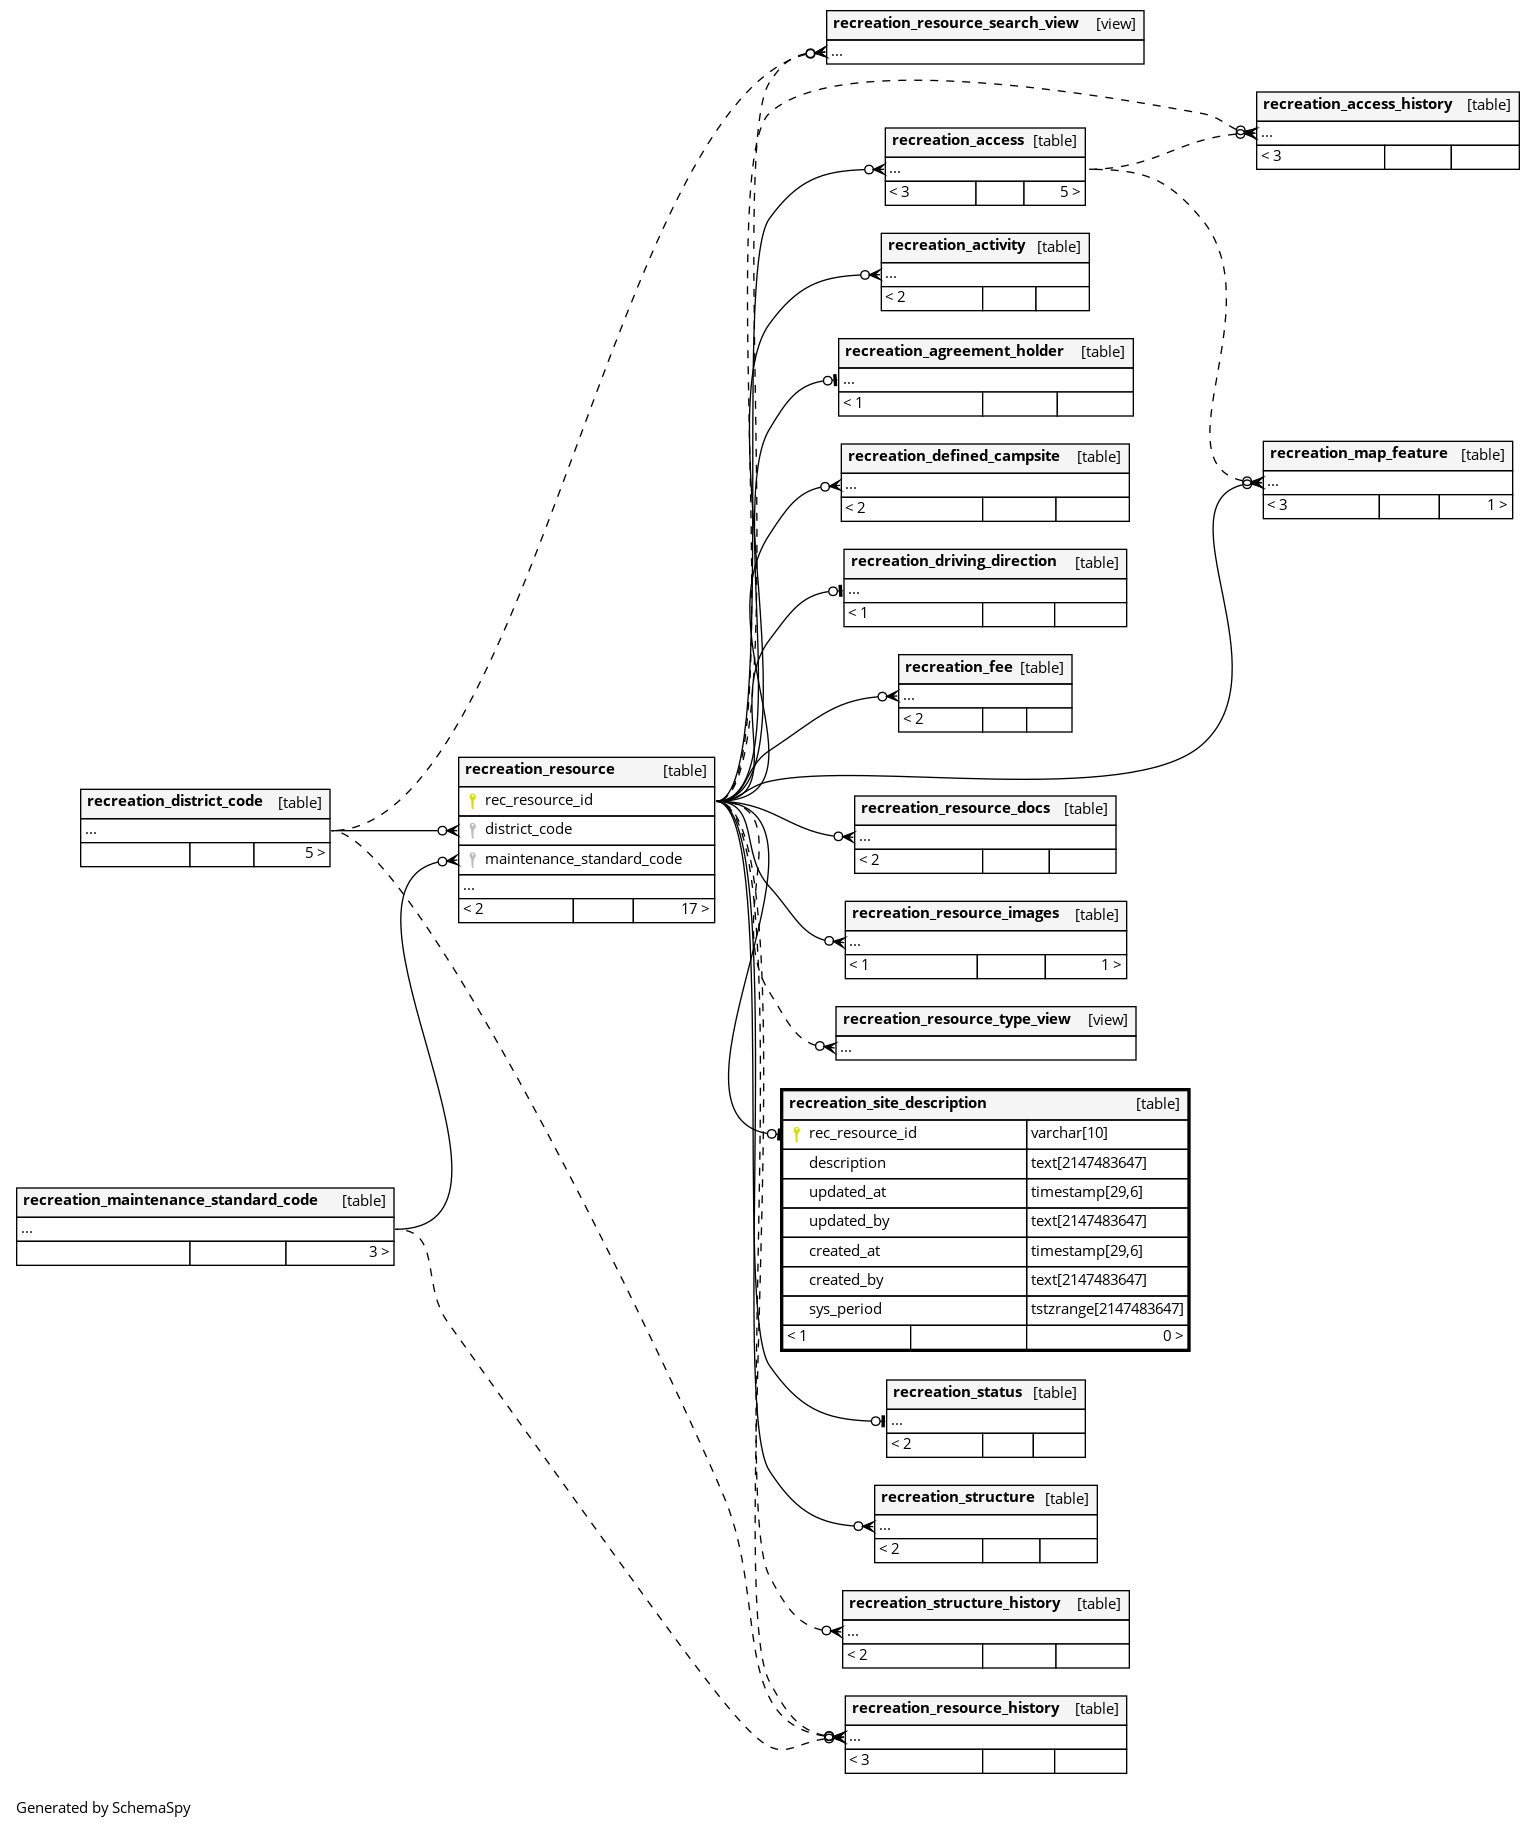 recreation_resource_search_view [view]
...
recreation_access_history [table]
...
< 3
recreation_access [table]
...
< 3 5 >
recreation_activity [table]
...
< 2
recreation_agreement_holder [table]
...
< 1
recreation_defined_campsite [table]
...
< 2
recreation_map_feature [table]
...
< 3 1 >
recreation_driving_direction [table]
...
< 1
recreation_fee [table]
...
< 2
recreation_resource [table]
rec_resource_id
district_code
maintenance_standard_code
...
< 2 17 >
recreation_district_code [table]
...
5 >
recreation_resource_docs [table]
...
< 2
recreation_resource_images [table]
...
< 1 1 >
recreation_resource_type_view [view]
...
recreation_site_description [table]
rec_resource_id varchar[10]
description text[2147483647]
updated_at timestamp[29,6]
updated_by text[2147483647]
created_at timestamp[29,6]
created_by text[2147483647]
sys_period tstzrange[2147483647]
< 1 0 >
recreation_maintenance_standard_code [table]
...
3 >
recreation_status [table]
...
< 2
recreation_structure [table]
...
< 2
recreation_structure_history [table]
...
< 2
recreation_resource_history [table]
...
< 3
Generated by SchemaSpy